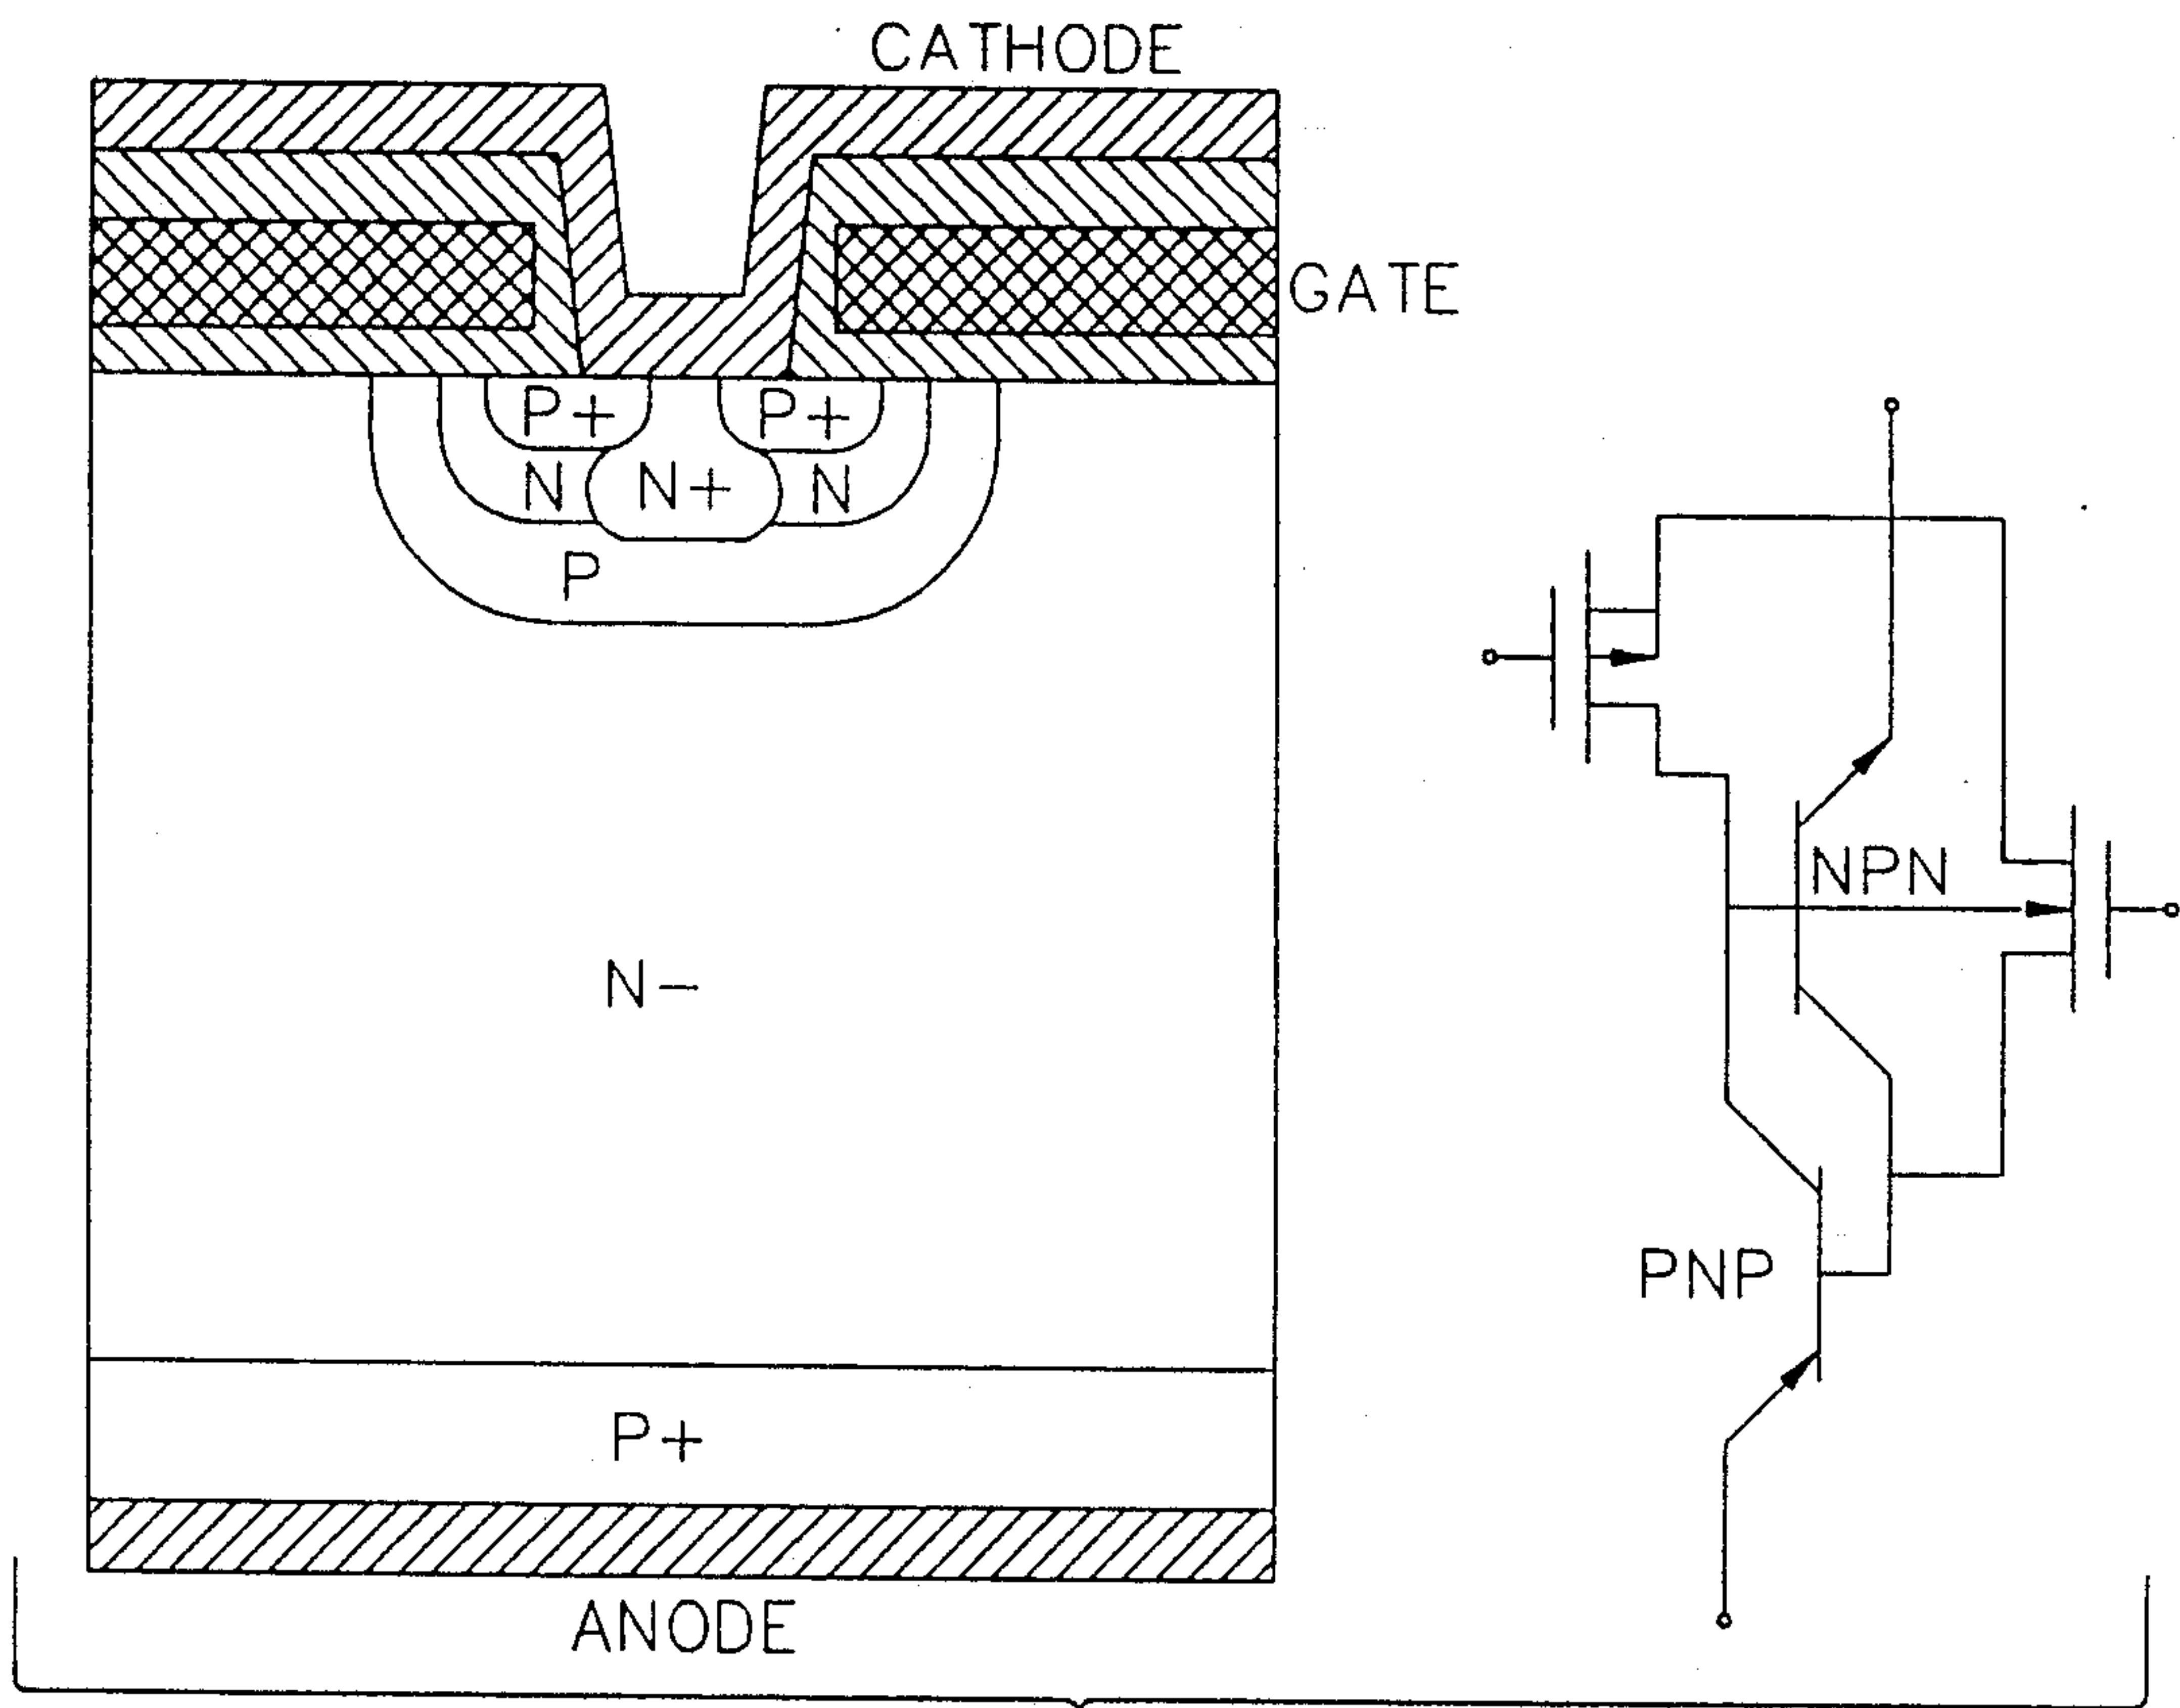 CATHODE
GATE
P+ P+
N N+ N
P
N-
P+
ANODE
NPN
PNP